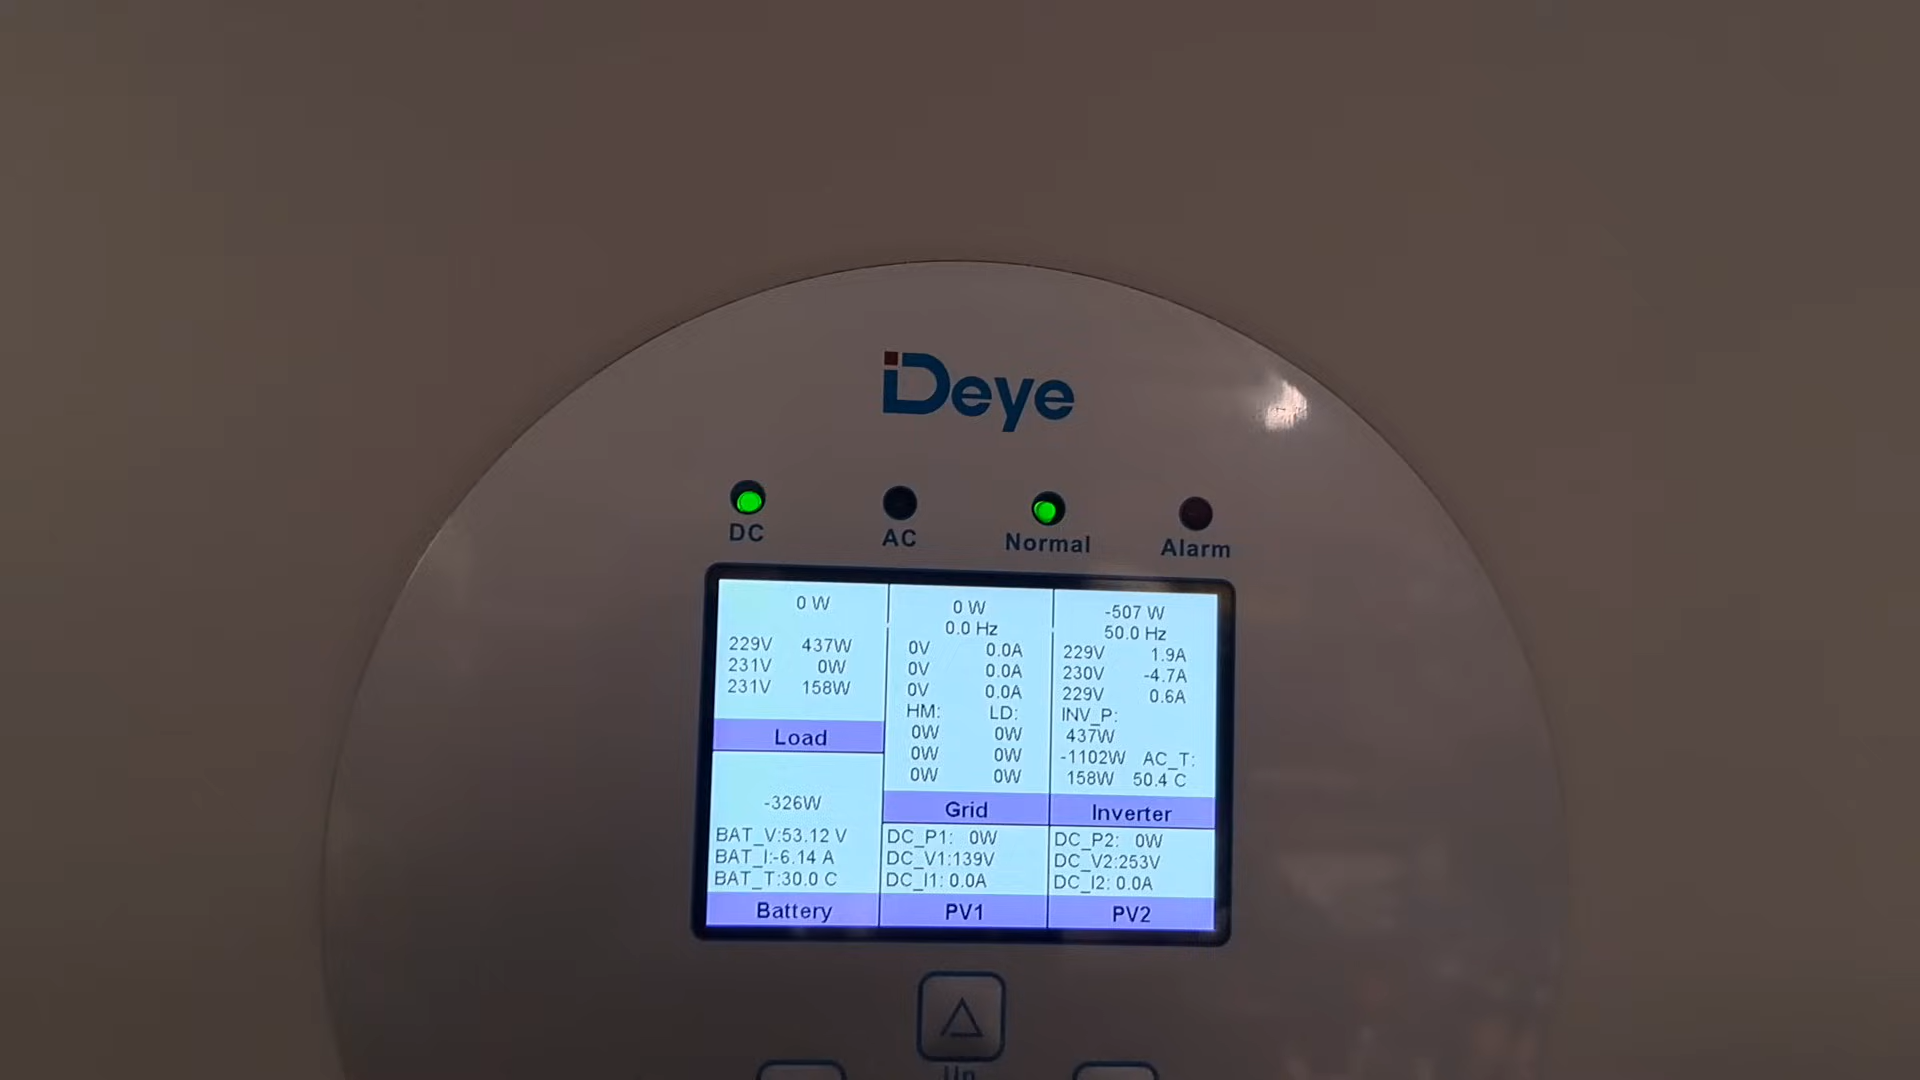 Deye
DC AC Normal Alarm
0 W
229V 437W
231V 0W
231V 158W
Load
0 W
0.0 Hz
0V 0.0A
0V 0.0A
0V 0.0A
HM: LD:
0W 0W
0W 0W
0W 0W
Grid
-507 W
50.0 Hz
229V 1.9A
230V -4.7A
229V 0.6A
INV_P:
437W
-1102W AC_T:
158W 50.4 C
Inverter
-326W
BAT_V:53.12 V
BAT_I:-6.14 A
BAT_T:30.0 C
Battery
DC_P1: 0W
DC_V1:139V
DC_I1: 0.0A
PV1
DC_P2: 0W
DC_V2:253V
DC_I2: 0.0A
PV2
Up